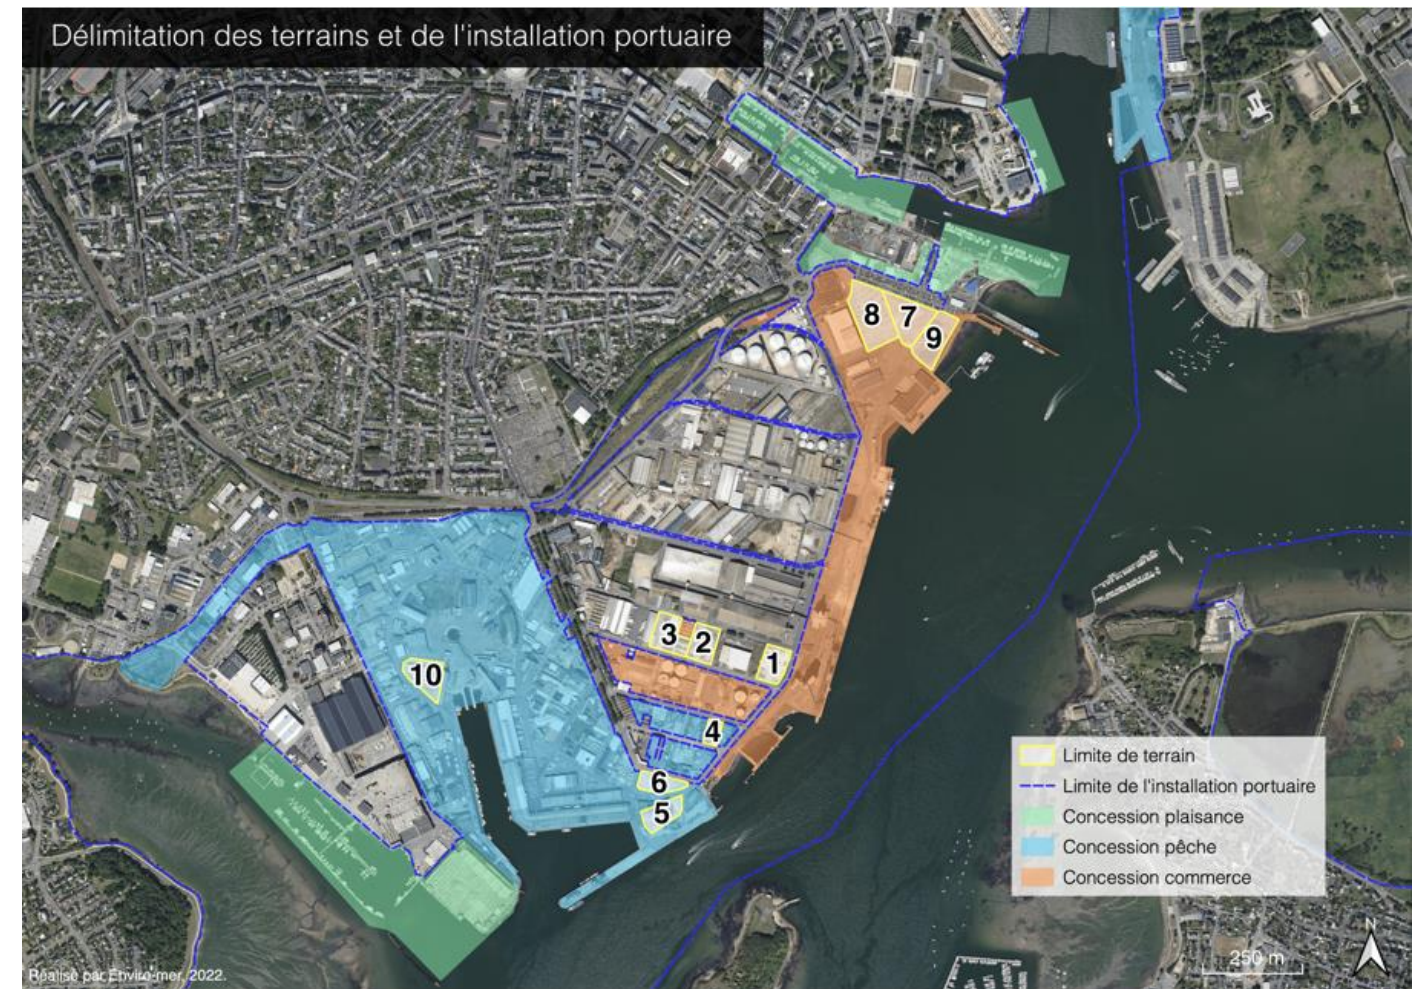 Délimitation des terrains et de l'installation portuaire
8
7
9
3
2
1
10
4
6
5
Limite de terrain
Limite de l'installation portuaire
Concession plaisance
Concession pêche
Concession commerce
N
250 m
Réalisé par Enviro-mer, 2022.